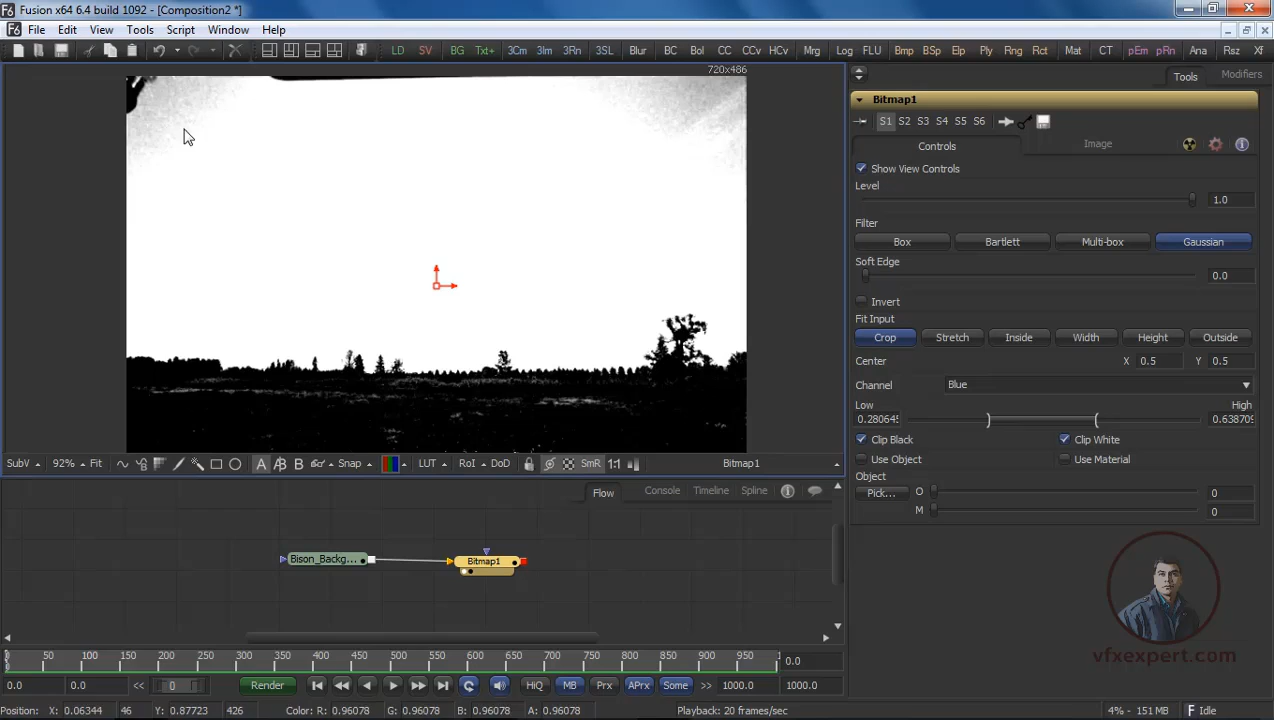 Fusion x64 6.4 build 1092 - [Composition2 *]
File Edit View Tools Script Window Help
LD SV BG Txt+ 3Cm 3Im 3Rn 3SL Blur BC Bol CC CCv HCv Mrg Log FLU Bmp BSp Elp Ply Rng Rct Mat CT pEm pRn Ana Rsz Xf
720x486
Tools Modifiers
Bitmap1
S1 S2 S3 S4 S5 S6
Controls Image
Show View Controls
Level
1.0
Filter
Box Bartlett Multi-box Gaussian
Soft Edge
0.0
Invert
Fit Input
Crop Stretch Inside Width Height Outside
Center X 0.5 Y 0.5
Channel Blue
Low High
0.280645 0.638709
Clip Black Clip White
Use Object Use Material
Object
Pick... O 0
M 0
SubV 92% Fit A A/B B Snap LUT RoI DoD SmR 1:1 Bitmap1
Flow Console Timeline Spline
Bison_Backg... Bitmap1
0 50 100 150 200 250 300 350 400 450 500 550 600 650 700 750 800 850 900 950 1 0.0
0.0 0.0 << 0 Render HiQ MB Prx APrx Some >> 1000.0 1000.0
Position: X: 0.06344 46 Y: 0.87723 426 Color: R: 0.96078 G: 0.96078 B: 0.96078 A: 0.96078 Playback: 20 frames/sec 4% - 151 MB Idle
vfxexpert.com